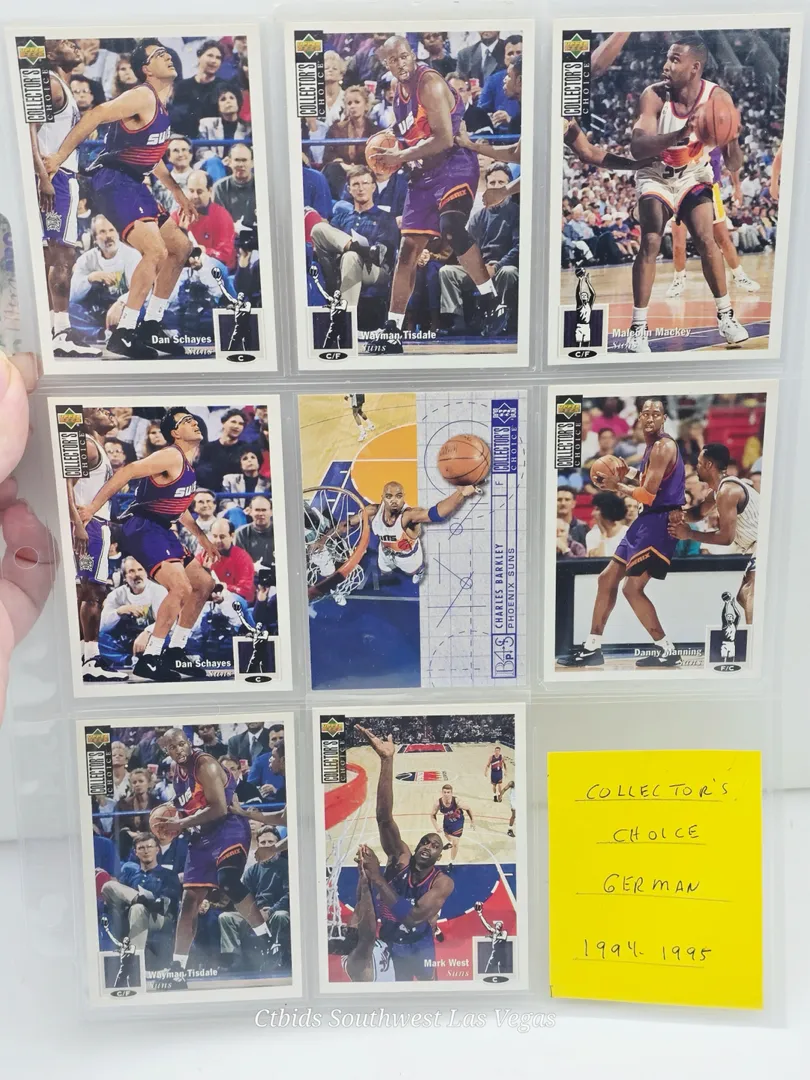 COLLECTOR'S CHOICE
Dan Schayes
Suns
C
COLLECTOR'S CHOICE
Wayman Tisdale
Suns
C/F
COLLECTOR'S CHOICE
Malcolm Mackey
Suns
C/F
COLLECTOR'S CHOICE
Dan Schayes
Suns
C
COLLECTOR'S CHOICE
F
CHARLES BARKLEY
PHOENIX SUNS
COLLECTOR'S CHOICE
Danny Manning
Suns
F/C
COLLECTOR'S CHOICE
Wayman Tisdale
Suns
C/F
COLLECTOR'S CHOICE
Mark West
Suns
C
COLLECTOR'S
CHOICE
GERMAN
1994-1995
Ctbids Southwest Las Vegas